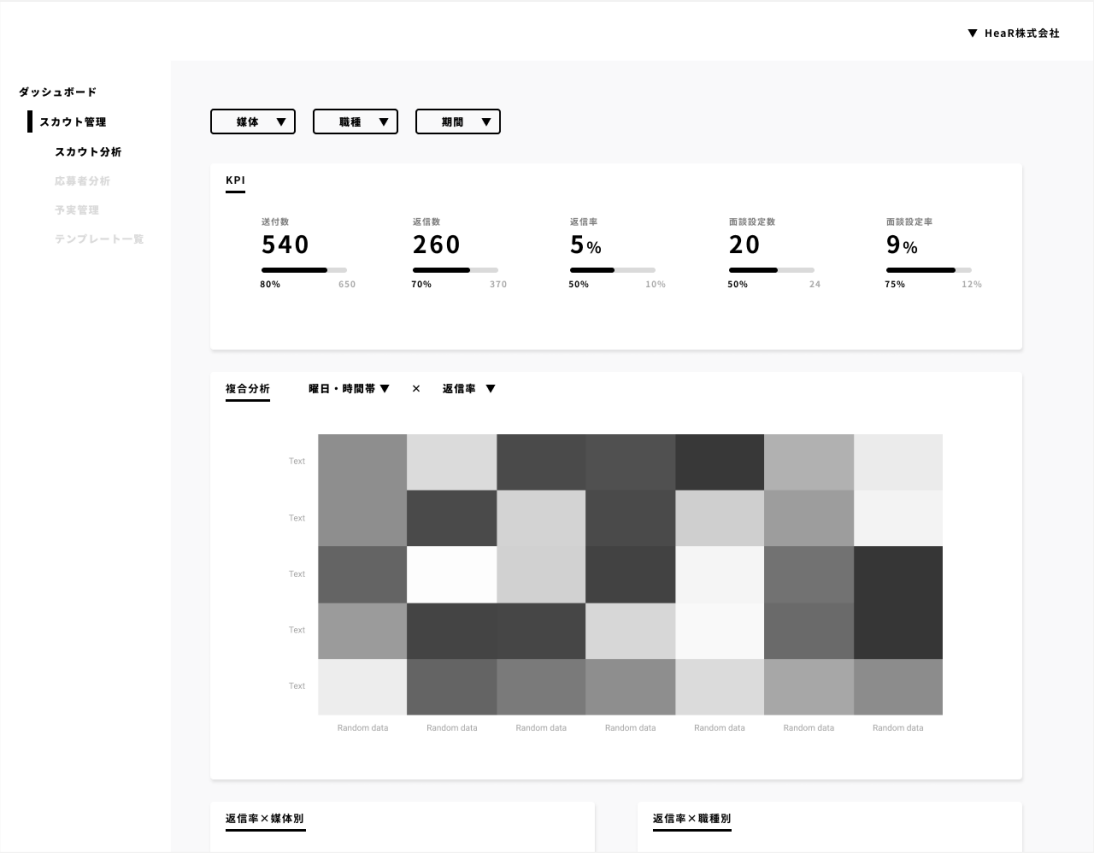 ▼ HeaR株式会社
ダッシュボード
スカウト管理
スカウト分析
応募者分析
予実管理
テンプレート一覧
媒体 ▼
職種 ▼
期間 ▼
KPI
送付数
540
80% 650
返信数
260
70% 370
返信率
5%
50% 10%
面談設定数
20
50% 24
面談設定率
9%
75% 12%
複合分析 曜日・時間帯 ▼ × 返信率 ▼
Text
Text
Text
Text
Text
Random data Random data Random data Random data Random data Random data Random data
返信率×媒体別
返信率×職種別